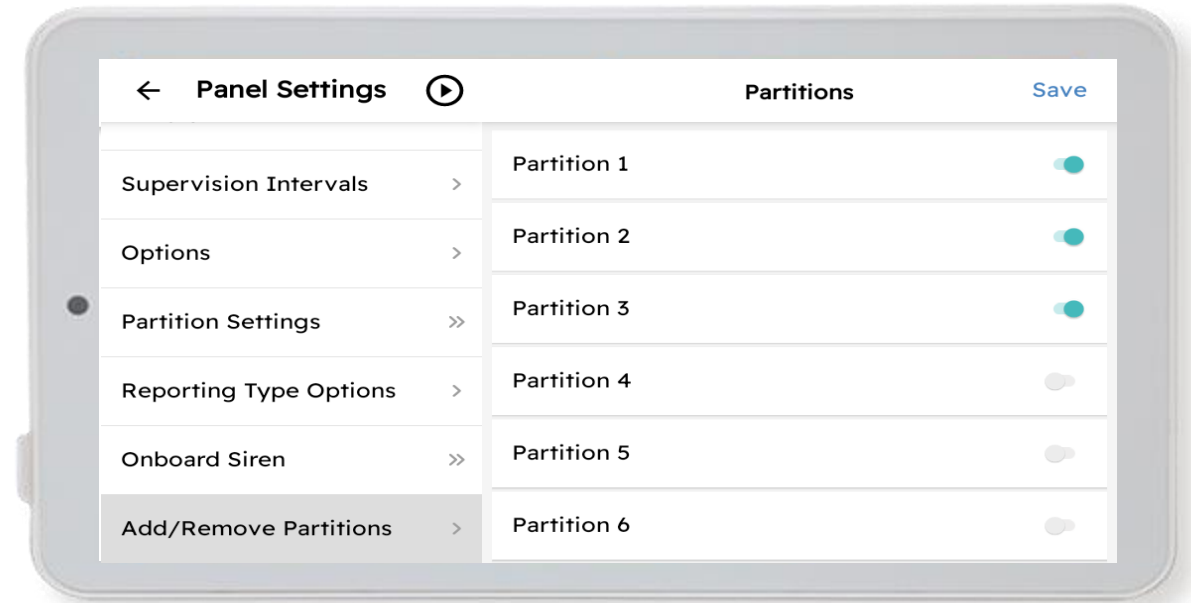 Panel Settings
Partitions
Save
Supervision Intervals
Options
Partition Settings
Reporting Type Options
Onboard Siren
Add/Remove Partitions
Partition 1
Partition 2
Partition 3
Partition 4
Partition 5
Partition 6